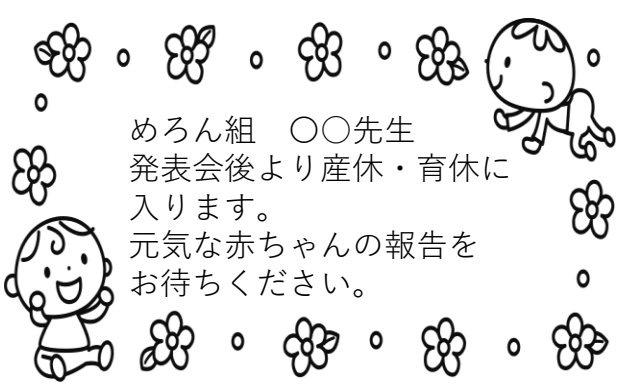 めろん組　〇〇先生
発表会後より産休・育休に
入ります。
元気な赤ちゃんの報告を
お待ちください。